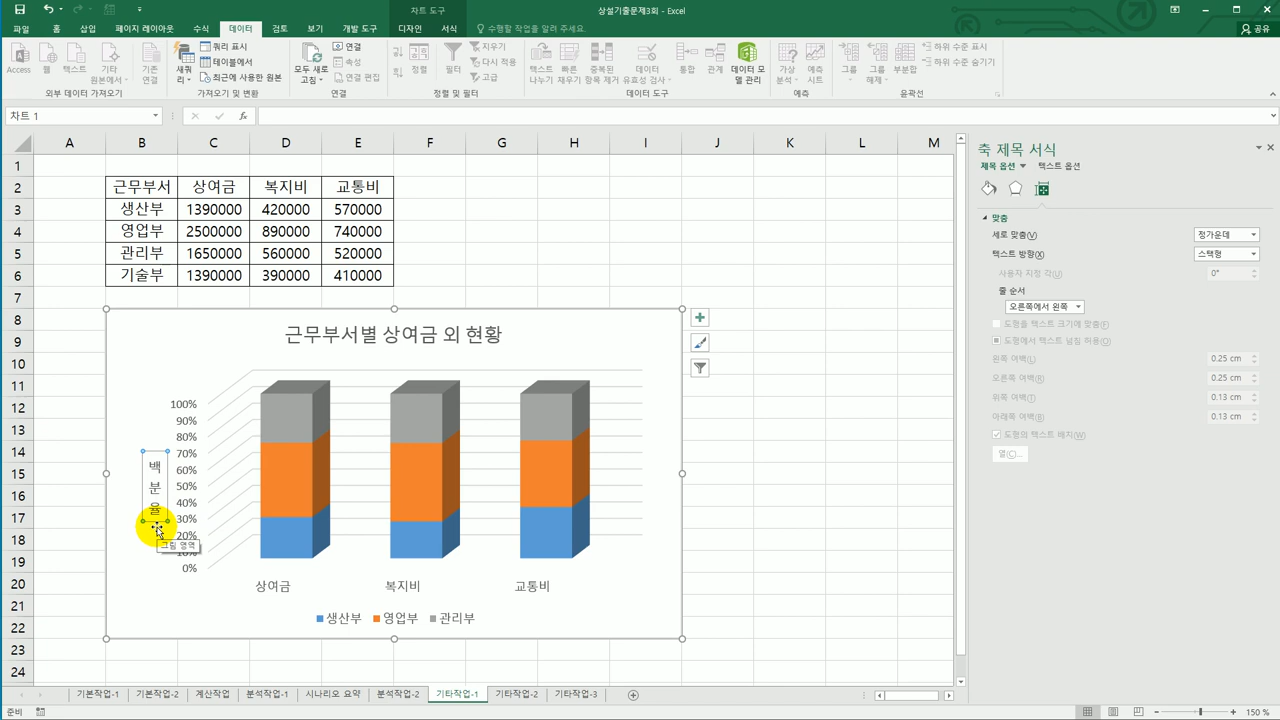 차트 도구
상설기출문제3회 - Excel
파일 홈 삽입 페이지 레이아웃 수식 데이터 검토 보기 개발 도구 디자인 서식 수행할 작업을 알려 주세요. 공유
Access 웹 텍스트 기타 원본에서 기존 연결
새 쿼리 쿼리 표시 테이블에서 최근에 사용한 원본
모두 새로 고침 연결 속성 연결 편집
정렬 필터 지우기 다시 적용 고급
텍스트 나누기 빠른 채우기 중복된 항목 제거 데이터 유효성 검사 통합 관계 데이터 모델 관리
가상 분석 예측 시트
그룹 그룹 해제 부분합 하위 수준 표시 하위 수준 숨기기
외부 데이터 가져오기 가져오기 및 변환 연결 정렬 및 필터 데이터 도구 예측 윤곽선
차트 1
fx
A B C D E F G H I J K L M
1
2 근무부서 상여금 복지비 교통비
3 생산부 1390000 420000 570000
4 영업부 2500000 890000 740000
5 관리부 1650000 560000 520000
6 기술부 1390000 390000 410000
7
8
9
10
11
12
13
14
15
16
17
18
19
20
21
22
23
24
근무부서별 상여금 외 현황
100%
90%
80%
70%
60%
50%
40%
30%
20%
10%
0%
백
분
율
그림 영역
상여금 복지비 교통비
생산부 영업부 관리부
축 제목 서식
제목 옵션 텍스트 옵션
맞춤
세로 맞춤(V) 정가운데
텍스트 방향(X) 스택형
사용자 지정 각(U) 0°
줄 순서
오른쪽에서 왼쪽
도형을 텍스트 크기에 맞춤(F)
도형에서 텍스트 넘침 허용(O)
왼쪽 여백(L) 0.25 cm
오른쪽 여백(R) 0.25 cm
위쪽 여백(T) 0.13 cm
아래쪽 여백(B) 0.13 cm
도형의 텍스트 배치(W)
열(C)...
기본작업-1 기본작업-2 계산작업 분석작업-1 시나리오 요약 분석작업-2 기타작업-1 기타작업-2 기타작업-3
준비
150 %